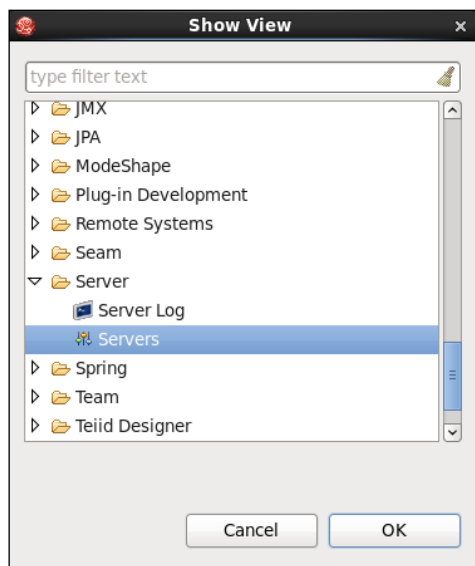 Show View
type filter text
JMX
JPA
ModeShape
Plug-in Development
Remote Systems
Seam
Server
Server Log
Servers
Spring
Team
Teiid Designer
Cancel OK